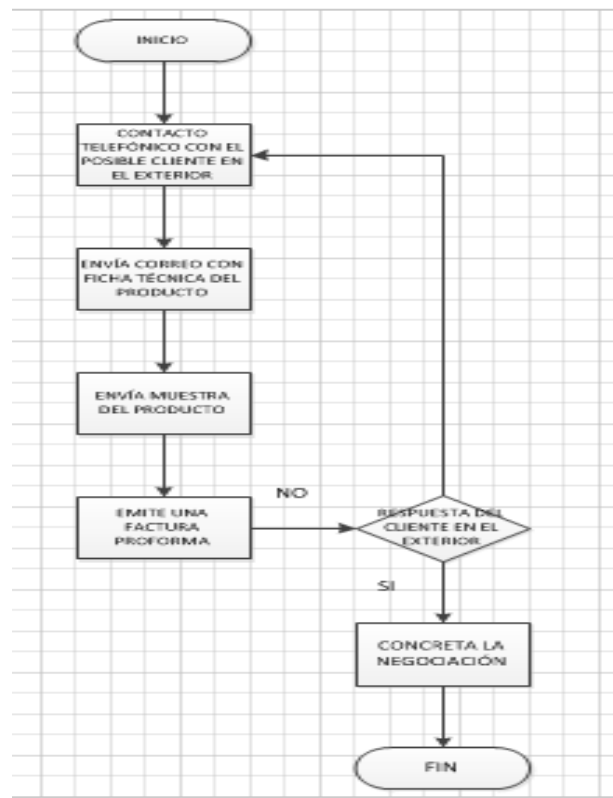 INICIO
CONTACTO
TELEFÓNICO CON EL
POSIBLE CLIENTE EN
EL EXTERIOR
ENVÍA CORREO CON
FICHA TÉCNICA DEL
PRODUCTO
ENVÍA MUESTRA
DEL PRODUCTO
EMITE UNA
FACTURA
PROFORMA
NO
RESPUESTA DEL
CLIENTE EN EL
EXTERIOR
SI
CONCRETA LA
NEGOCIACIÓN
FIN